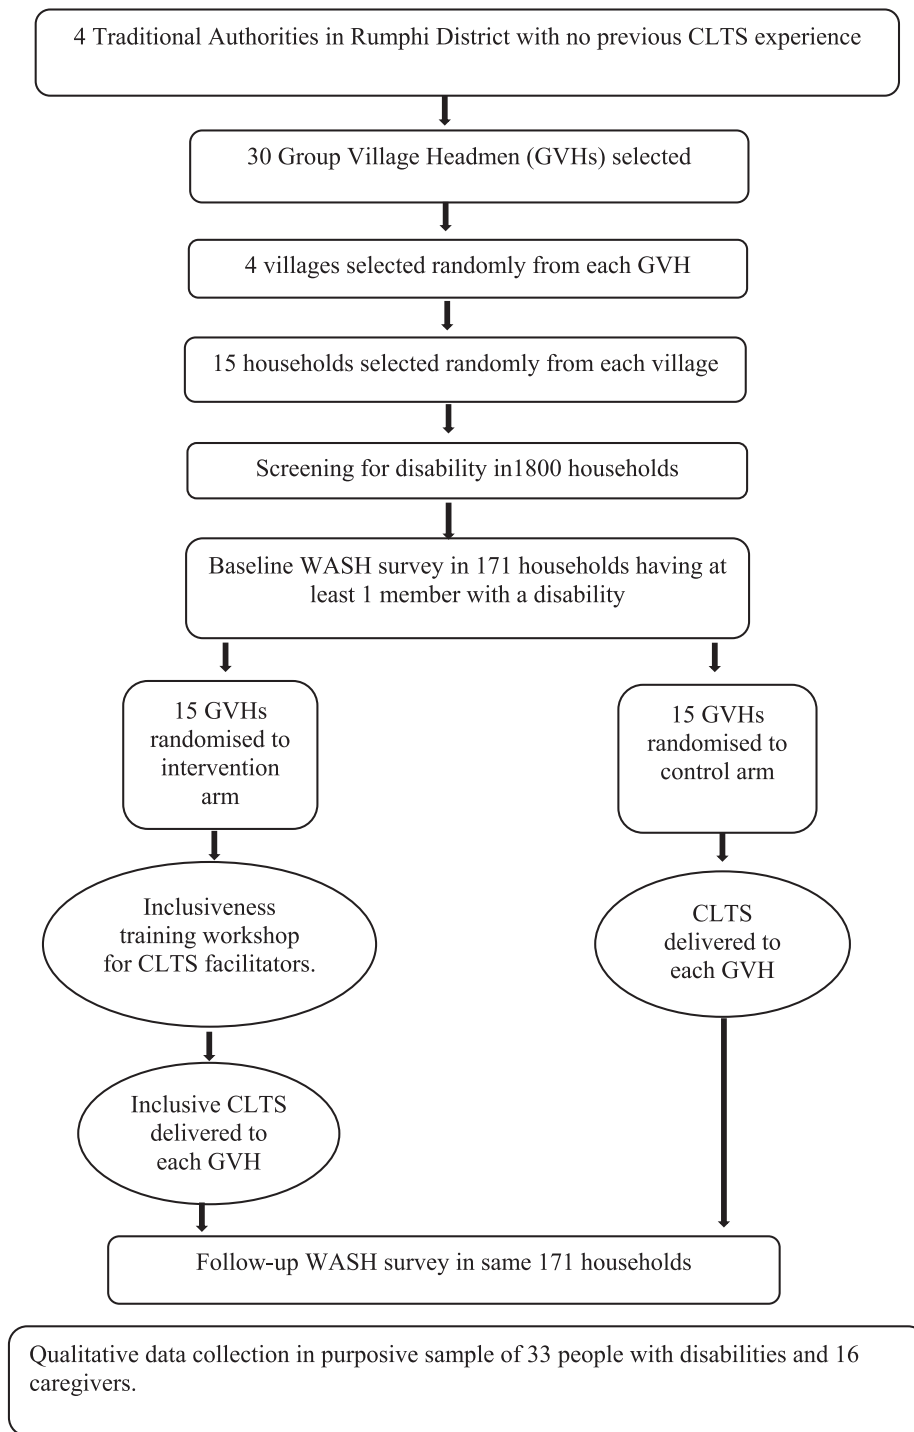 4 Traditional Authorities in Rumphi District with no previous CLTS experience
30 Group Village Headmen (GVHs) selected
4 villages selected randomly from each GVH
15 households selected randomly from each village
Screening for disability in1800 households
Baseline WASH survey in 171 households having at
least 1 member with a disability
15 GVHs
randomised to
intervention
arm
15 GVHs
randomised to
control arm
Inclusiveness
training workshop
for CLTS facilitators.
CLTS
delivered to
each GVH
Inclusive CLTS
delivered to
each GVH
Follow-up WASH survey in same 171 households
Qualitative data collection in purposive sample of 33 people with disabilities and 16
caregivers.